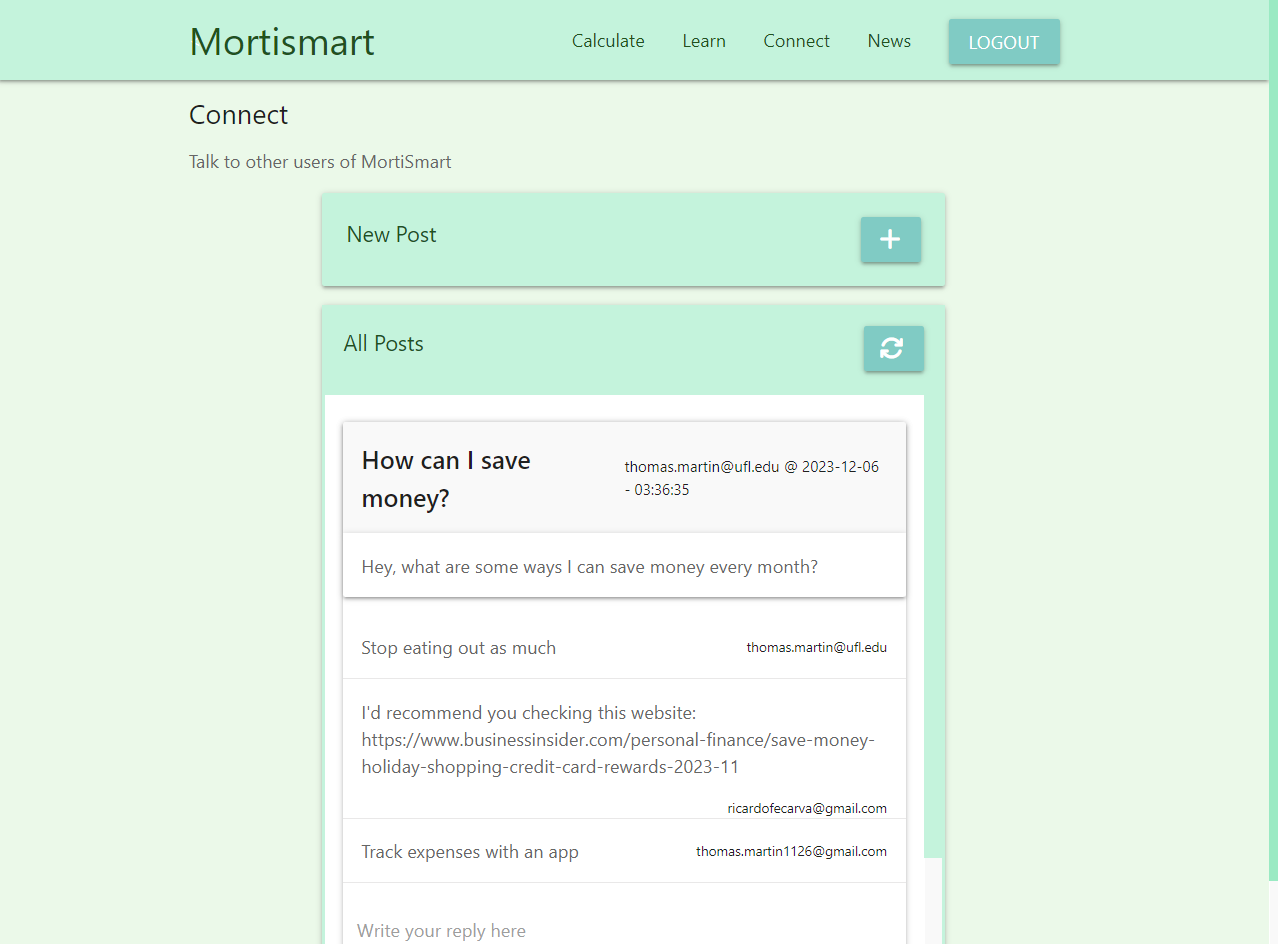 Mortismart
Calculate
Learn
Connect
News
LOGOUT
Connect
Talk to other users of MortiSmart
New Post
All Posts
How can I save
money?
thomas.martin@ufl.edu @ 2023-12-06
- 03:36:35
Hey, what are some ways I can save money every month?
Stop eating out as much
thomas.martin@ufl.edu
I'd recommend you checking this website:
https://www.businessinsider.com/personal-finance/save-money-
holiday-shopping-credit-card-rewards-2023-11
ricardofecarva@gmail.com
Track expenses with an app
thomas.martin1126@gmail.com
Write your reply here